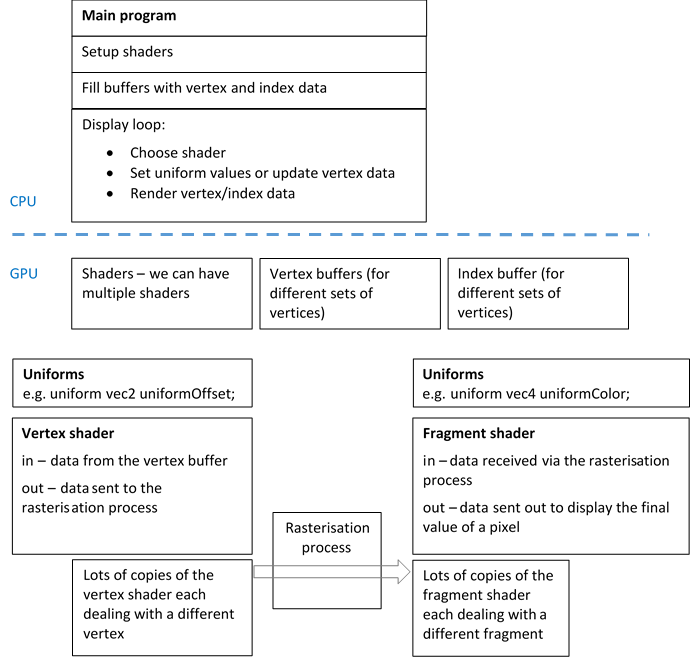 Main program
Setup shaders
Fill buffers with vertex and index data
Display loop:
• Choose shader
• Set uniform values or update vertex data
• Render vertex/index data
CPU
GPU
Shaders – we can have
multiple shaders
Vertex buffers (for
different sets of
vertices)
Index buffer (for
different sets of
vertices)
Uniforms
e.g. uniform vec2 uniformOffset;
Uniforms
e.g. uniform vec4 uniformColor;
Vertex shader
in – data from the vertex buffer
out – data sent to the
rasterisation process
Fragment shader
in – data received via the rasterisation
process
out – data sent out to display the final
value of a pixel
Rasterisation
process
Lots of copies of the
vertex shader each
dealing with a different
vertex
Lots of copies of the
fragment shader
each dealing with a
different fragment